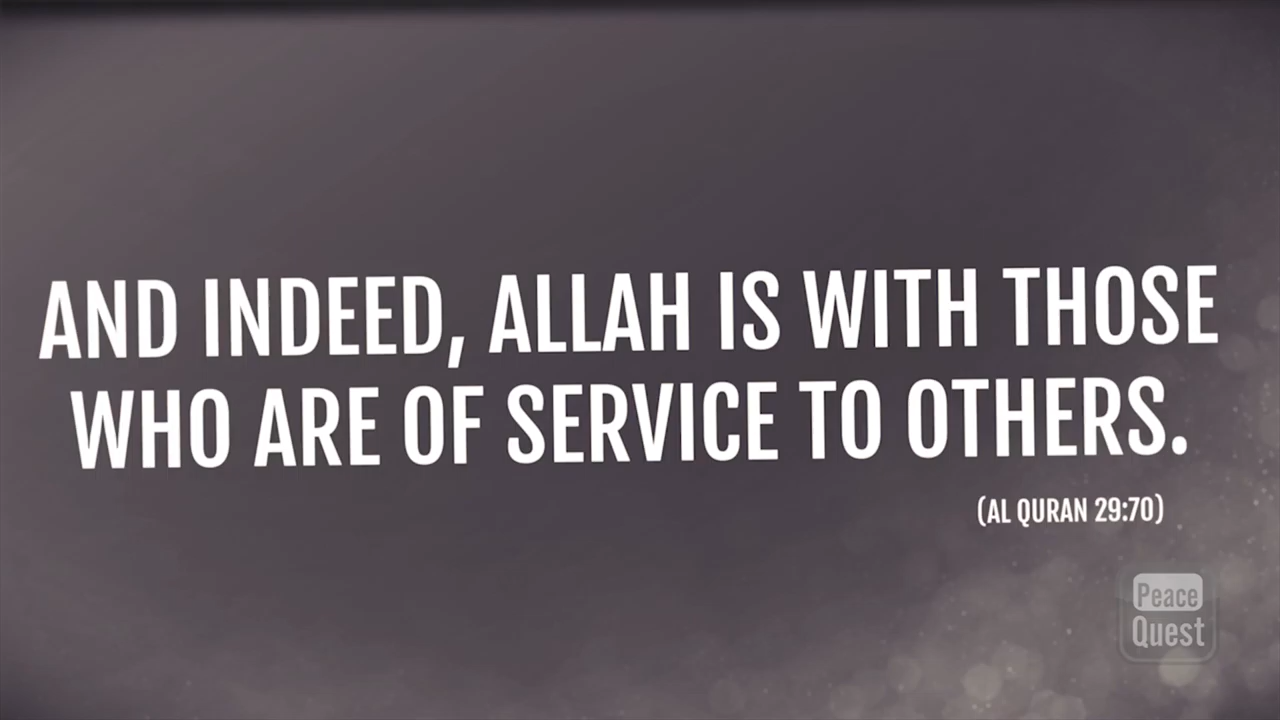 AND INDEED, ALLAH IS WITH THOSE
WHO ARE OF SERVICE TO OTHERS.
(AL QURAN 29:70)
Peace
Quest